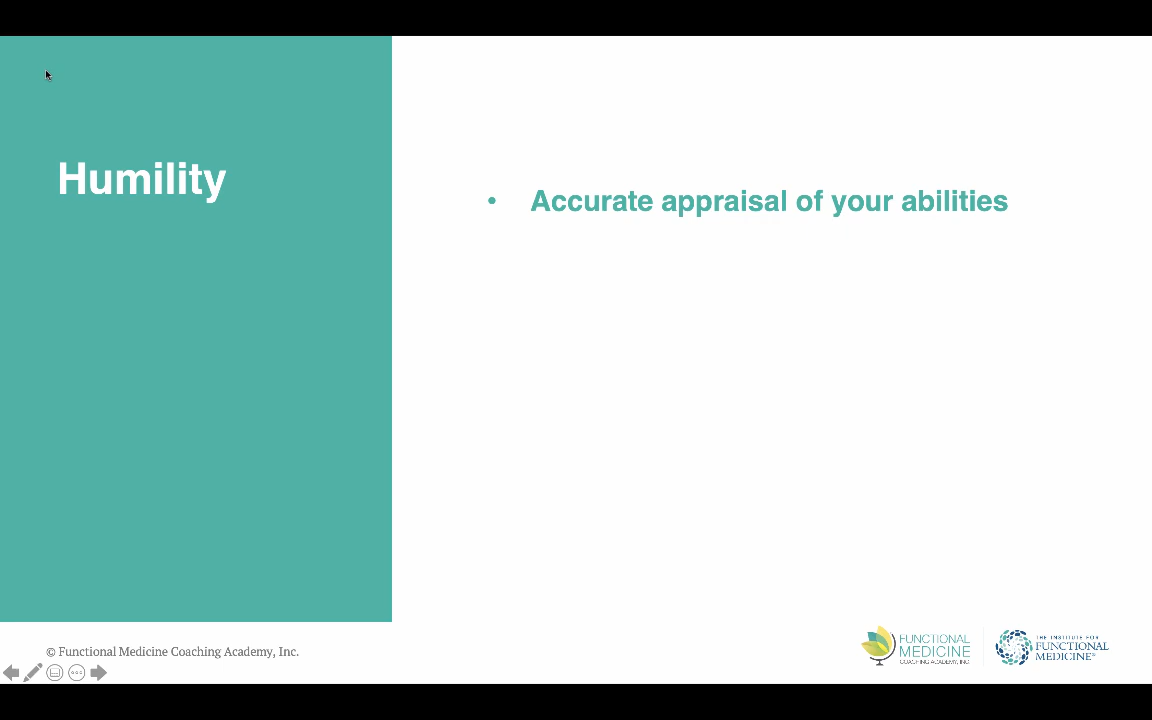 Humility
• Accurate appraisal of your abilities
© Functional Medicine Coaching Academy, Inc.
FUNCTIONAL
MEDICINE
COACHING ACADEMY, INC.
THE INSTITUTE FOR
FUNCTIONAL
MEDICINE®